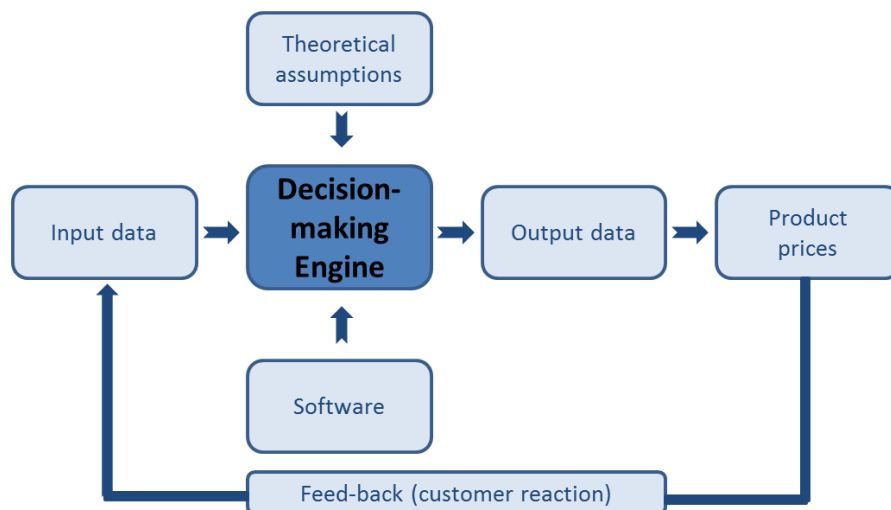 Theoretical
assumptions
Input data
Decision-
making
Engine
Output data
Product
prices
Software
Feed-back (customer reaction)